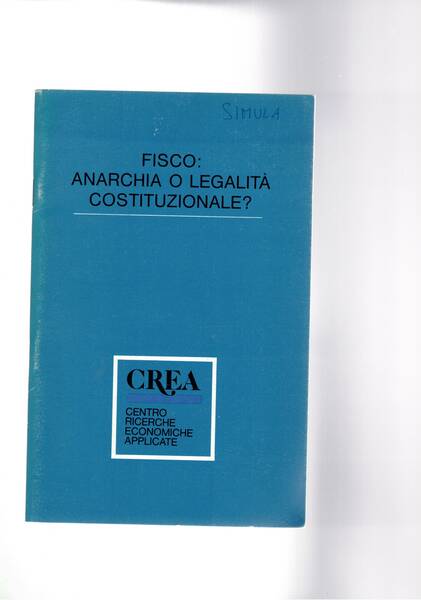 SIMULA
FISCO:
ANARCHIA O LEGALITÀ
COSTITUZIONALE?
CREA
CENTRO
RICERCHE
ECONOMICHE
APPLICATE